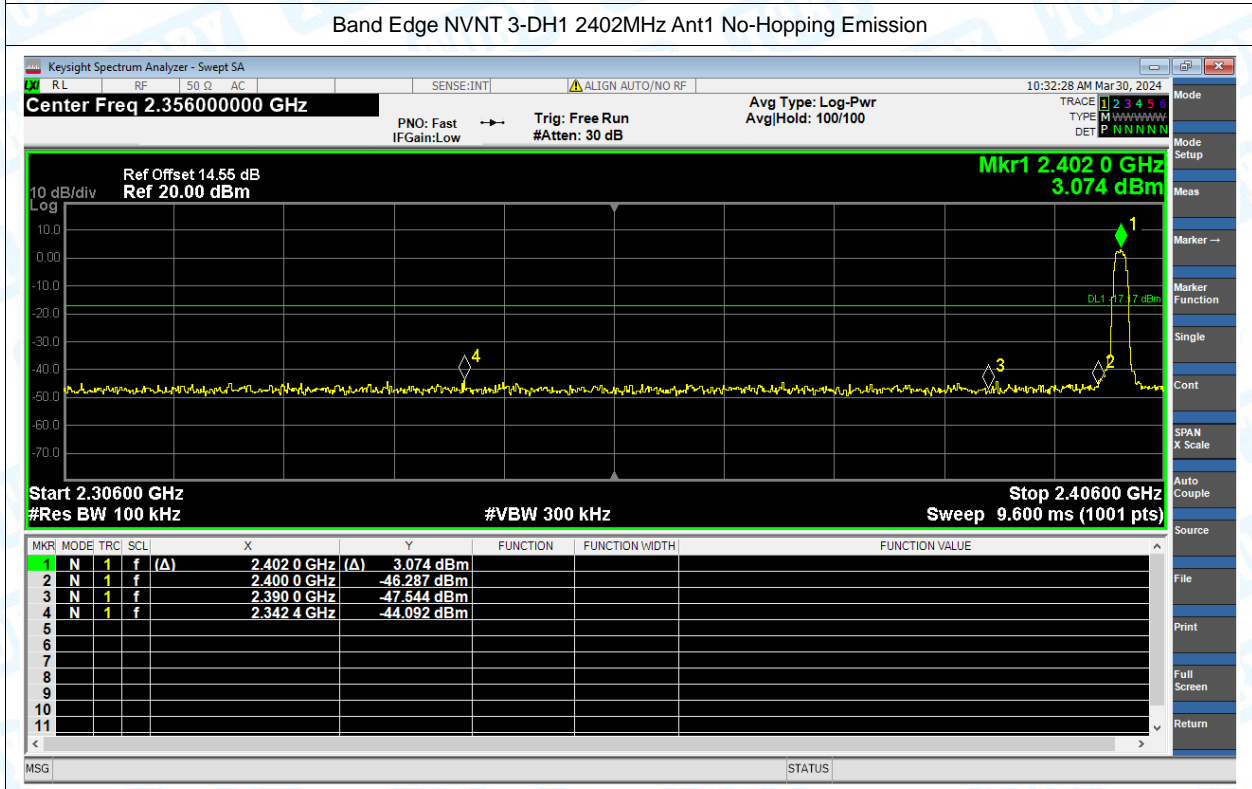 Band Edge NVNT 3-DH1 2402MHz Ant1 No-Hopping Emission
Keysight Spectrum Analyzer - Swept SA
LXI RL RF 50 Ω AC SENSE:INT ALIGN AUTO/NO RF 10:32:28 AM Mar 30, 2024
Center Freq 2.356000000 GHz
PNO: Fast
IFGain:Low
Trig: Free Run
#Atten: 30 dB
Avg Type: Log-Pwr
Avg|Hold: 100/100
TRACE 1 2 3 4 5 6
TYPE M WWWWW
DET P N N N N N
Ref Offset 14.55 dB
10 dB/div Ref 20.00 dBm
Log
Mkr1 2.402 0 GHz
3.074 dBm
10.0
0.00
-10.0
-20.0
-30.0
-40.0
-50.0
-60.0
-70.0
1
DL1 -17.17 dBm
4
3
2
Start 2.30600 GHz Stop 2.40600 GHz
#Res BW 100 kHz #VBW 300 kHz Sweep 9.600 ms (1001 pts)
MKR MODE TRC SCL X Y FUNCTION FUNCTION WIDTH FUNCTION VALUE
1 N 1 f (Δ) 2.402 0 GHz (Δ) 3.074 dBm
2 N 1 f 2.400 0 GHz -46.287 dBm
3 N 1 f 2.390 0 GHz -47.544 dBm
4 N 1 f 2.342 4 GHz -44.092 dBm
5
6
7
8
9
10
11
MSG STATUS
Mode
Mode
Setup
Meas
Marker→
Marker
Function
Single
Cont
SPAN
X Scale
Auto
Couple
Source
File
Print
Full
Screen
Return